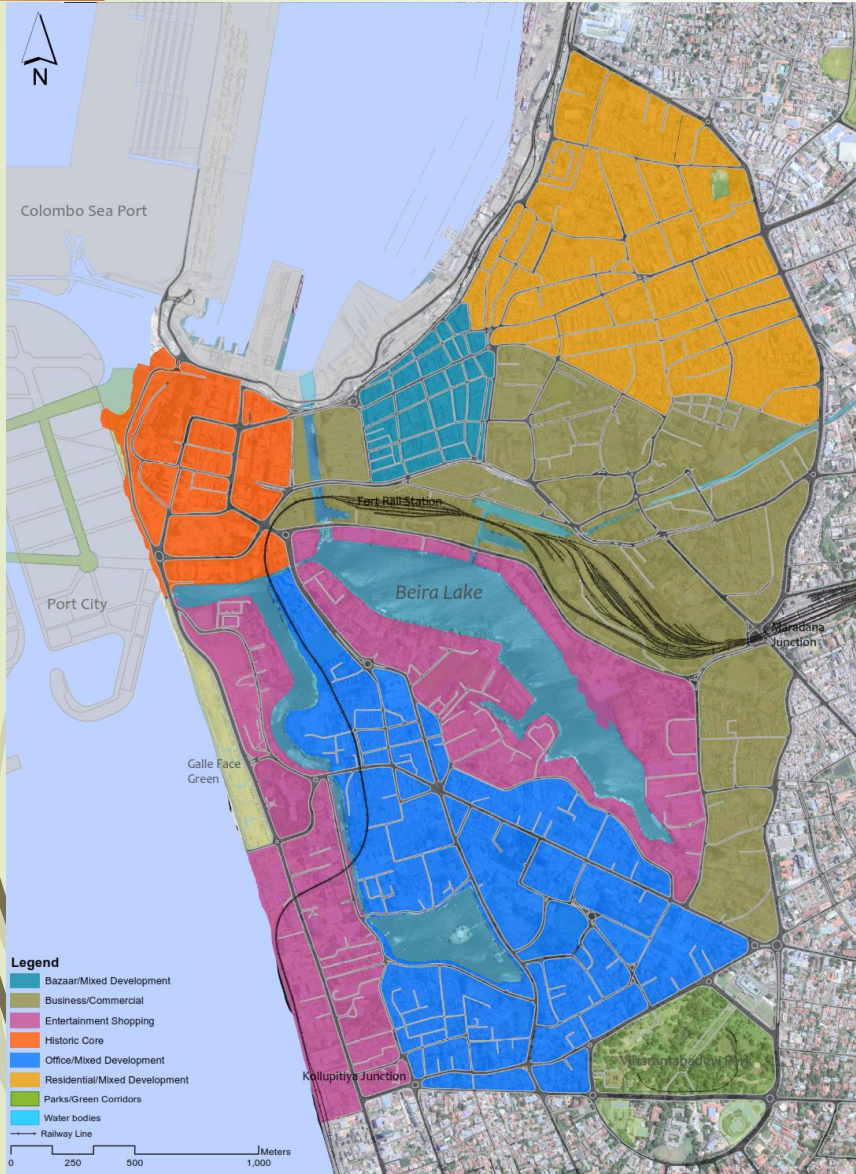 N
Colombo Sea Port
Fort Rail Station
Beira Lake
Port City
Maradana
Junction
Galle Face
Green
Viharamahadevi Park
Kollupitiya Junction
Legend
Bazaar/Mixed Development
Business/Commercial
Entertainment Shopping
Historic Core
Office/Mixed Development
Residential/Mixed Development
Parks/Green Corridors
Water bodies
Railway Line
Meters
0 250 500 1,000